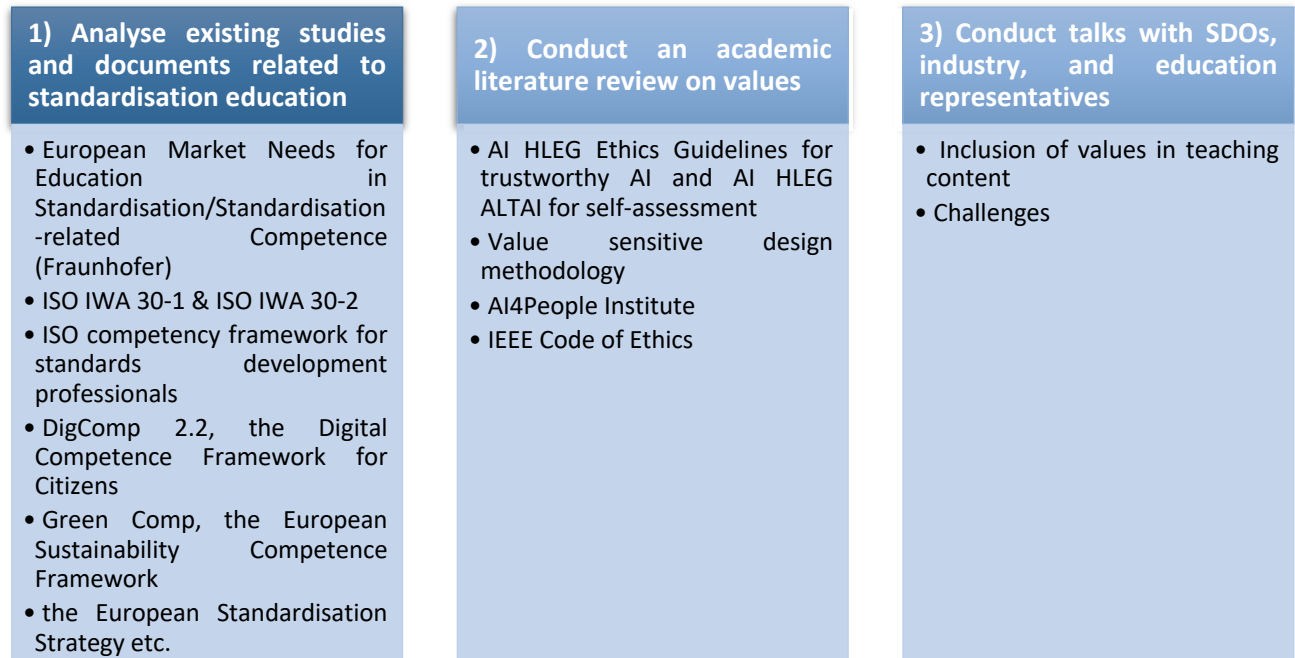 1) Analyse existing studies
and documents related to
standardisation education
• European Market Needs for
Education in
Standardisation/Standardisation
-related Competence
(Fraunhofer)
• ISO IWA 30-1 & ISO IWA 30-2
• ISO competency framework for
standards development
professionals
• DigComp 2.2, the Digital
Competence Framework for
Citizens
• Green Comp, the European
Sustainability Competence
Framework
• the European Standardisation
Strategy etc.
2) Conduct an academic
literature review on values
• AI HLEG Ethics Guidelines for
trustworthy AI and AI HLEG
ALTAI for self-assessment
• Value sensitive design
methodology
• AI4People Institute
• IEEE Code of Ethics
3) Conduct talks with SDOs,
industry, and education
representatives
• Inclusion of values in teaching
content
• Challenges